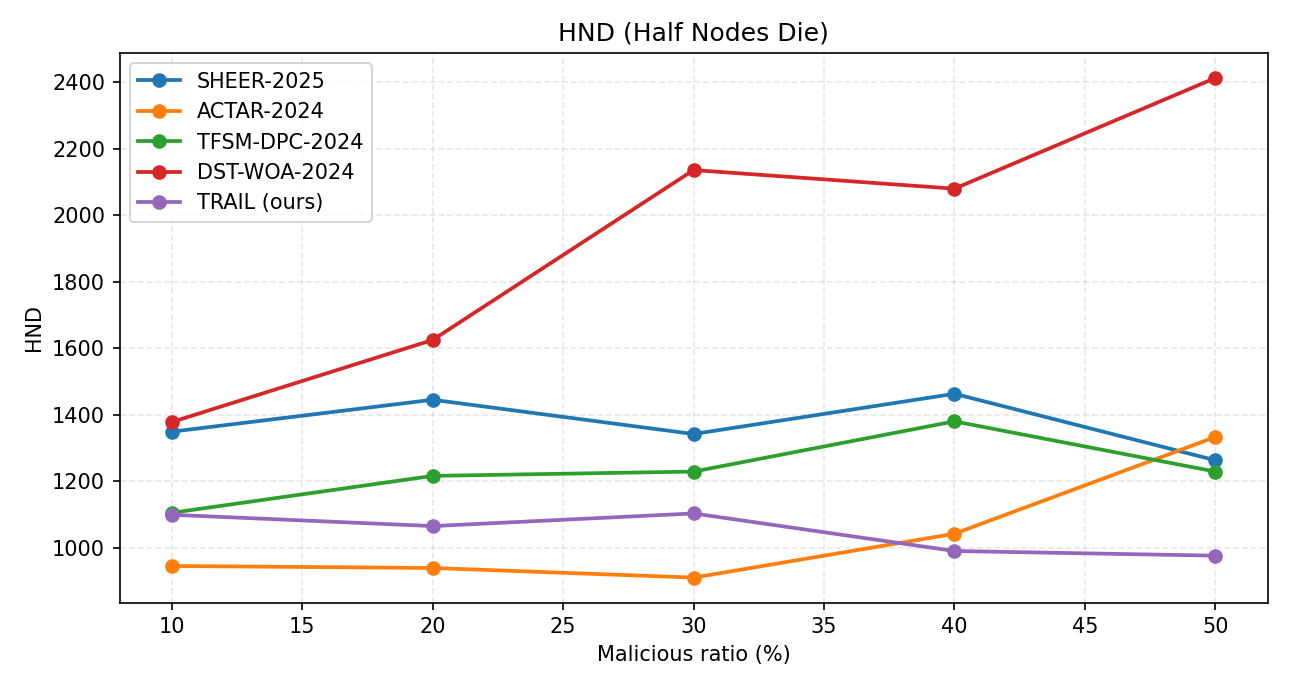 HND (Half Nodes Die)
SHEER-2025
ACTAR-2024
TFSM-DPC-2024
DST-WOA-2024
TRAIL (ours)
HND
2400
2200
2000
1800
1600
1400
1200
1000
10 15 20 25 30 35 40 45 50
Malicious ratio (%)